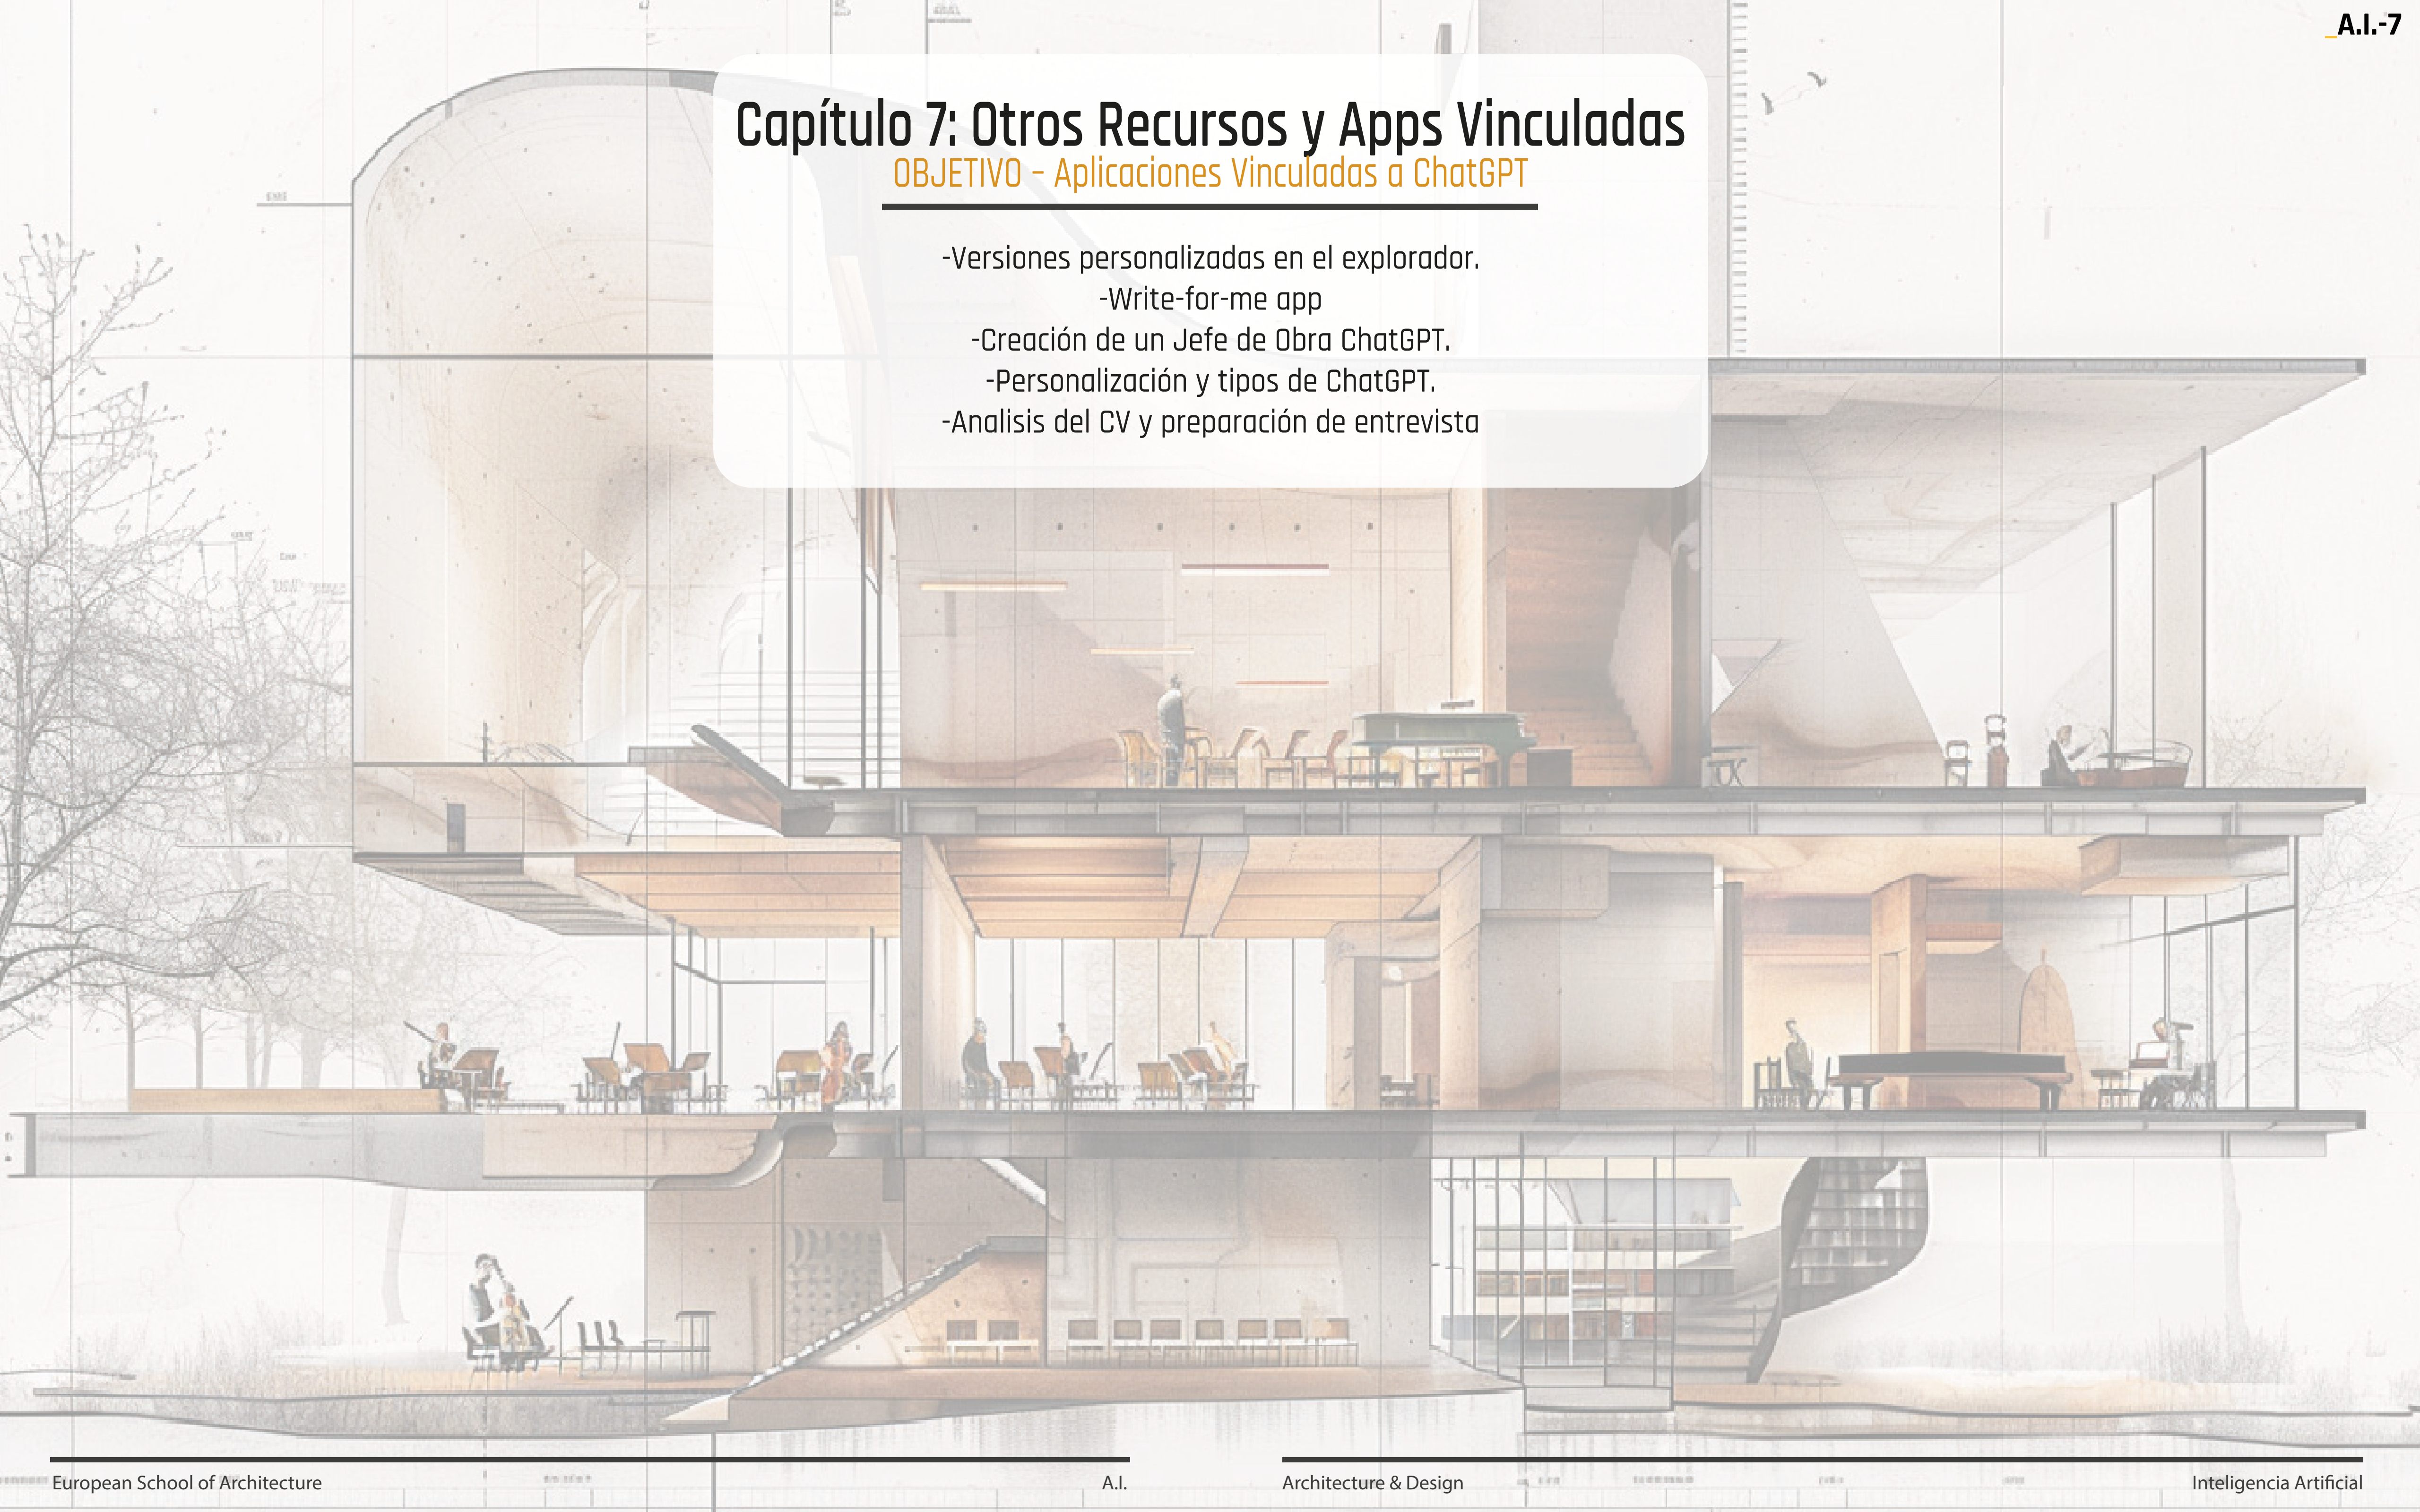 _A.I.-7
Capítulo 7: Otros Recursos y Apps Vinculadas
OBJETIVO - Aplicaciones Vinculadas a ChatGPT
-Versiones personalizadas en el explorador.
-Write-for-me app
-Creación de un Jefe de Obra ChatGPT.
-Personalización y tipos de ChatGPT.
-Analisis del CV y preparación de entrevista
European School of Architecture
A.I.
Architecture & Design
Inteligencia Artificial